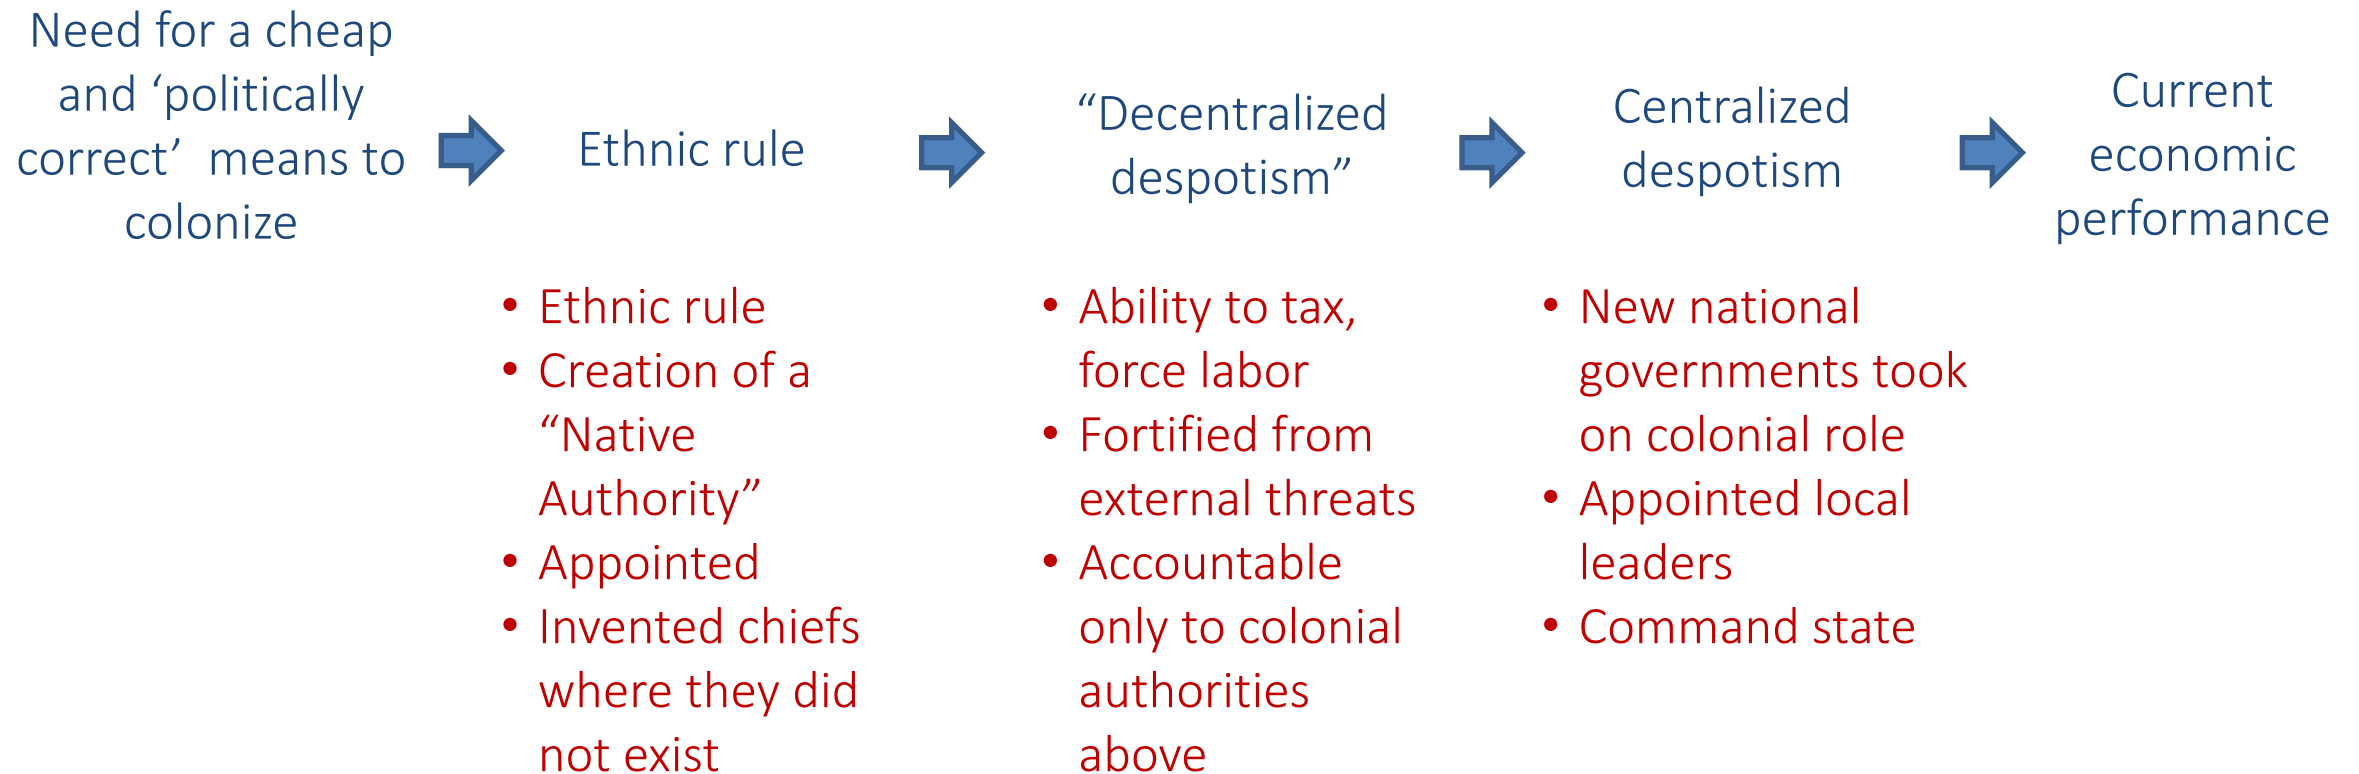 Need for a cheap
and ‘politically
correct’  means to
colonize
Ethnic rule
“Decentralized
despotism”
Centralized
despotism
Current
economic
performance
• Ethnic rule
• Creation of a
“Native
Authority”
• Appointed
• Invented chiefs
where they did
not exist
• Ability to tax,
force labor
• Fortified from
external threats
• Accountable
only to colonial
authorities
above
• New national
governments took
on colonial role
• Appointed local
leaders
• Command state